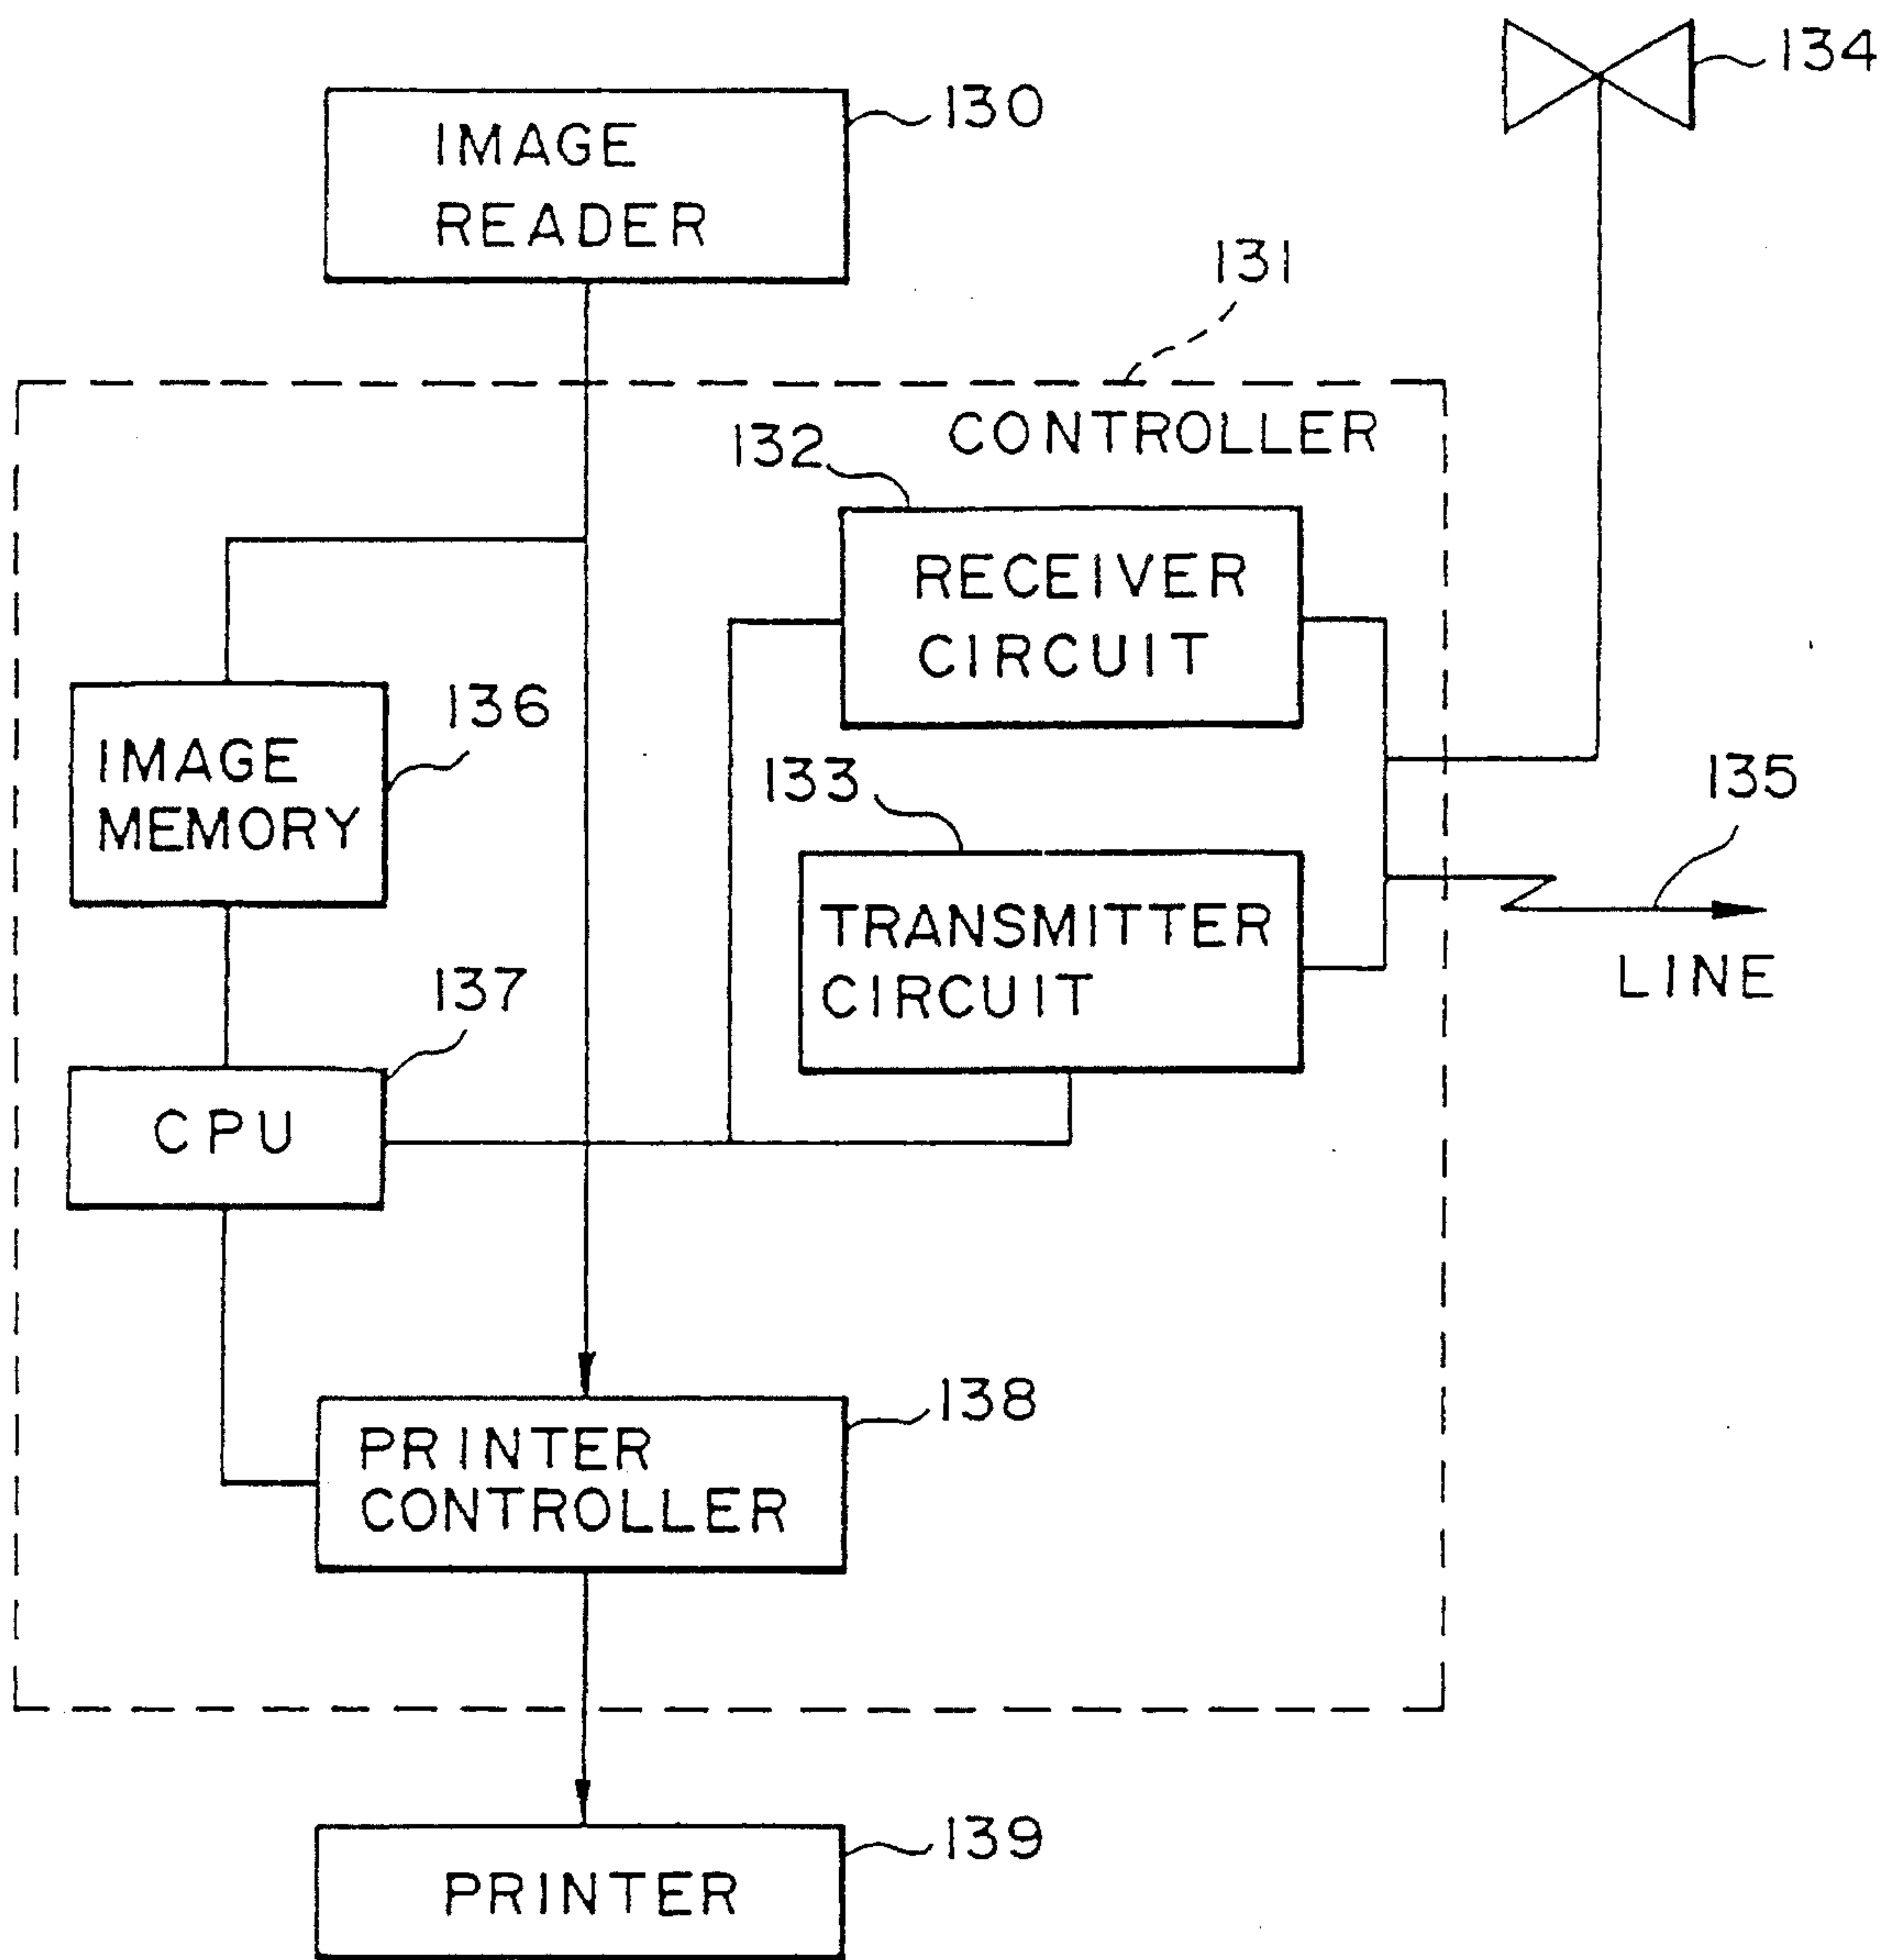 134
130
IMAGE
READER
131
CONTROLLER
132
RECEIVER
CIRCUIT
136
IMAGE
MEMORY
133
135
TRANSMITTER
CIRCUIT
LINE
137
CPU
138
PRINTER
CONTROLLER
139
PRINTER